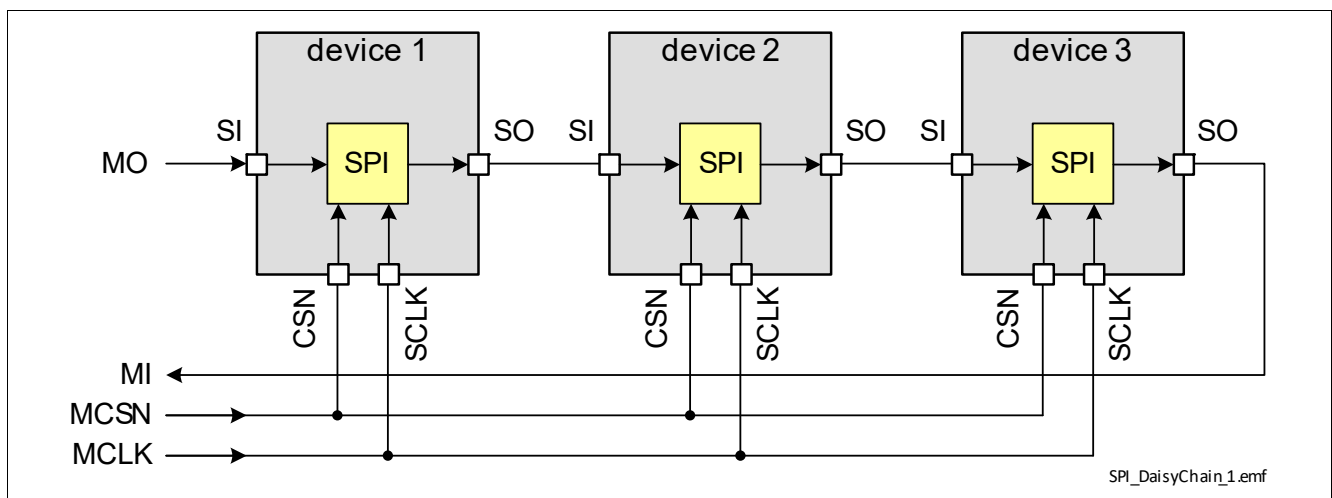 device 1
device 2
device 3
SI
SO
SI
SO
SI
SO
MO
SPI
SPI
SPI
CSN
SCLK
CSN
SCLK
CSN
SCLK
MI
MCSN
MCLK
SPI_DaisyChain_1.emf